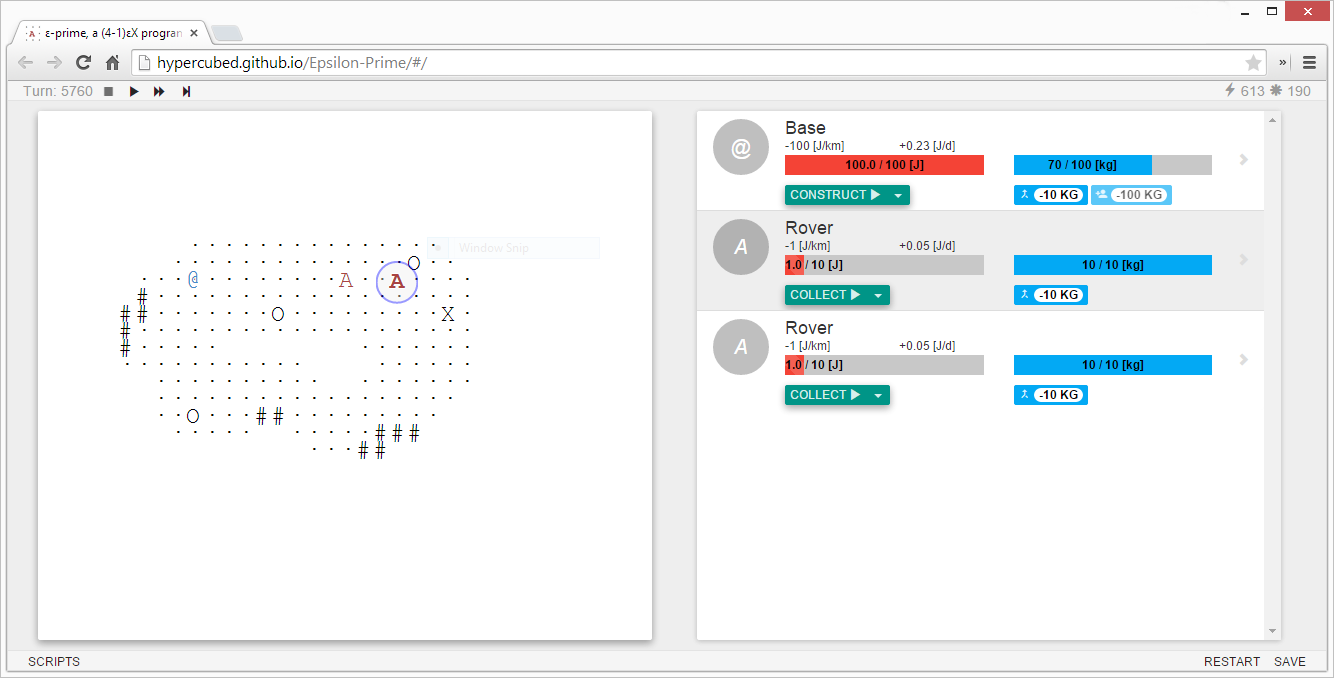 ε-prime, a (4-1)εX program
hypercubed.github.io/Epsilon-Prime/#/
Turn: 5760
613 190
@ Base
-100 [J/km] +0.23 [J/d]
100.0 / 100 [J] 70 / 100 [kg]
CONSTRUCT -10 KG -100 KG
A Rover
-1 [J/km] +0.05 [J/d]
1.0 / 10 [J] 10 / 10 [kg]
COLLECT -10 KG
A Rover
-1 [J/km] +0.05 [J/d]
1.0 / 10 [J] 10 / 10 [kg]
COLLECT -10 KG
Window Snip
. . . . . . . . . . . . . . .
. . . . . . . . . . . . . . O . .
. . . @ . . . . . . . . A . . A . . . .
# . . . . . . . . . . . . . . . . . . .
# # . . . . . . . O . . . . . . . . . X .
# . . . . . . . . . . . . . . . . . . . .
# . . . . . . . . . . . .
. . . . . . . . . . . . . . . . . .
. . . . . . . . . . . . . . . . .
. . . . . . . . . . . . . . . . . .
. . O . . . # # . . . . . . . . .
. . . . . . . . . . # # #
. . . # #
SCRIPTS RESTART SAVE